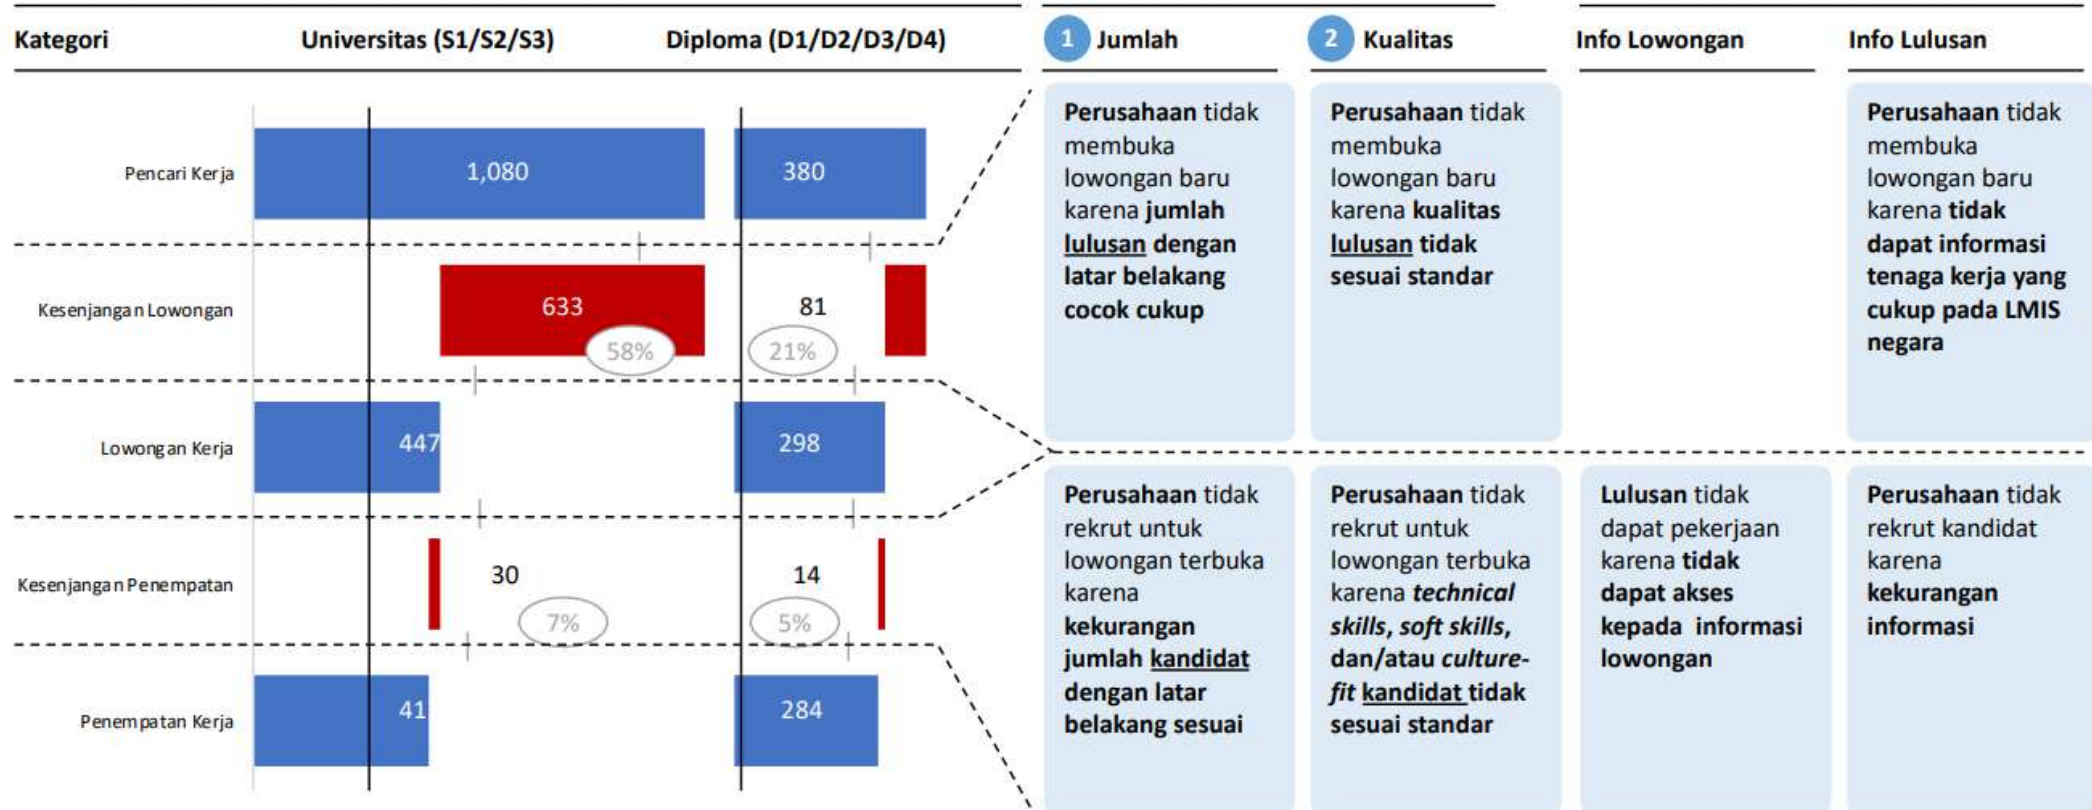 Kategori
Universitas (S1/S2/S3)
Diploma (D1/D2/D3/D4)
1 Jumlah
2 Kualitas
Info Lowongan
Info Lulusan
Pencari Kerja
1,080
380
Kesenjangan Lowongan
633
81
58%
21%
Lowongan Kerja
447
298
Kesenjangan Penempatan
30
14
7%
5%
Penempatan Kerja
41
284
Perusahaan tidak
membuka
lowongan baru
karena jumlah
lulusan dengan
latar belakang
cocok cukup
Perusahaan tidak
membuka
lowongan baru
karena kualitas
lulusan tidak
sesuai standar
Perusahaan tidak
membuka
lowongan baru
karena tidak
dapat informasi
tenaga kerja yang
cukup pada LMIS
negara
Perusahaan tidak
rekrut untuk
lowongan terbuka
karena
kekurangan
jumlah kandidat
dengan latar
belakang sesuai
Perusahaan tidak
rekrut untuk
lowongan terbuka
karena technical
skills, soft skills,
dan/atau culture-
fit kandidat tidak
sesuai standar
Lulusan tidak
dapat pekerjaan
karena tidak
dapat akses
kepada informasi
lowongan
Perusahaan tidak
rekrut kandidat
karena
kekurangan
informasi